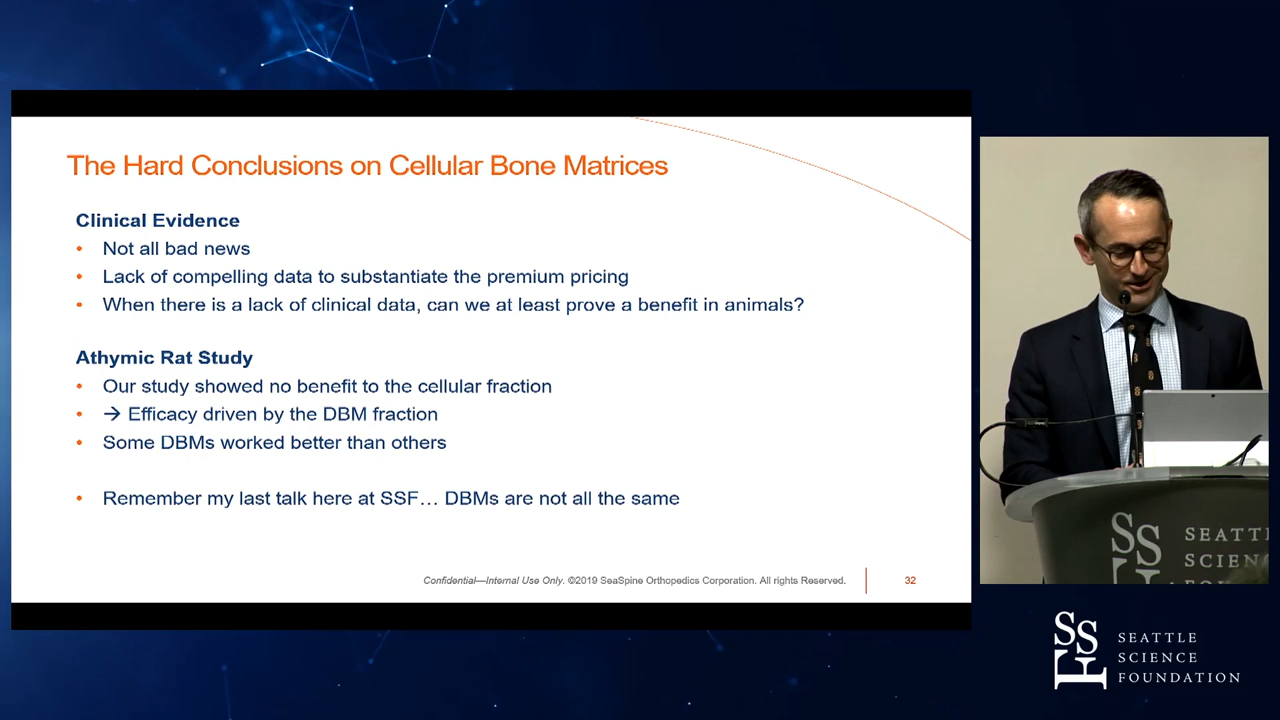 The Hard Conclusions on Cellular Bone Matrices
Clinical Evidence
• Not all bad news
• Lack of compelling data to substantiate the premium pricing
• When there is a lack of clinical data, can we at least prove a benefit in animals?
Athymic Rat Study
• Our study showed no benefit to the cellular fraction
• → Efficacy driven by the DBM fraction
• Some DBMs worked better than others
• Remember my last talk here at SSF… DBMs are not all the same
Confidential—Internal Use Only. ©2019 SeaSpine Orthopedics Corporation. All rights Reserved.
32
SSF
SEATT
SCIEN
SSF
SEATTLE
SCIENCE
FOUNDATION